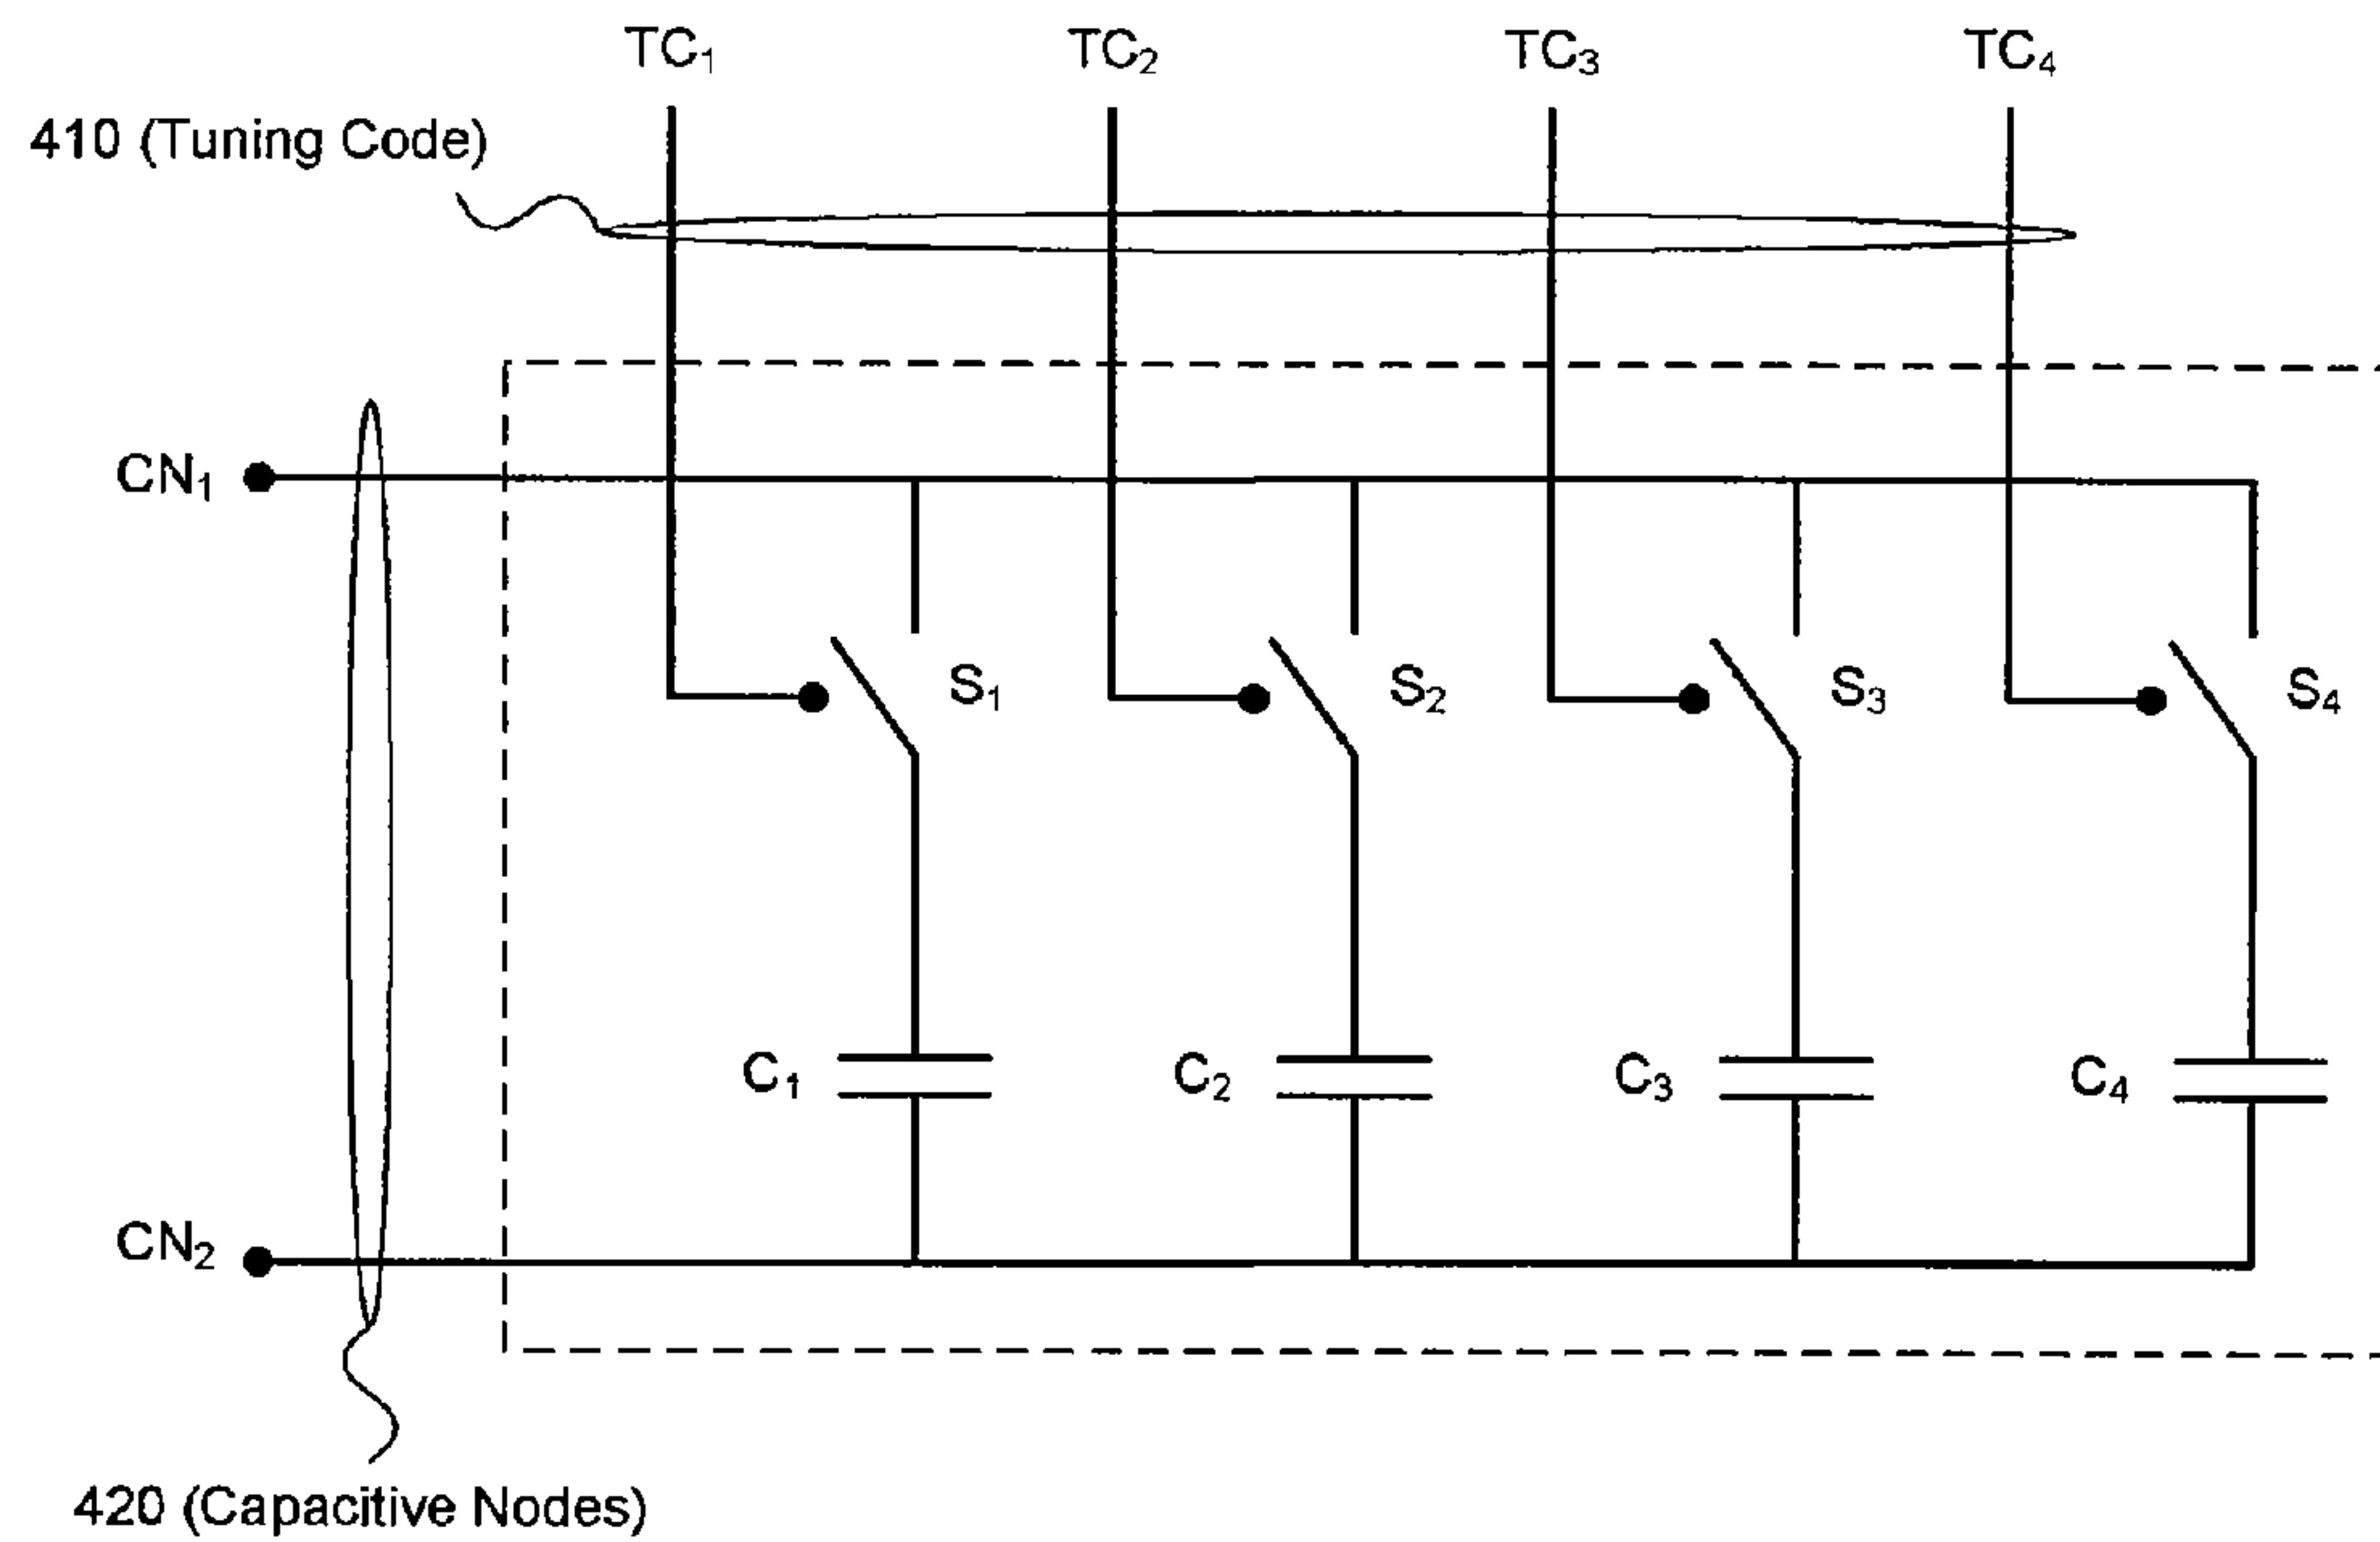 TC₁ TC₂ TC₃ TC₄
410 (Tuning Code)
CN₁
S₁ S₂ S₃ S₄
C₁ C₂ C₃ C₄
CN₂
420 (Capacitive Nodes)